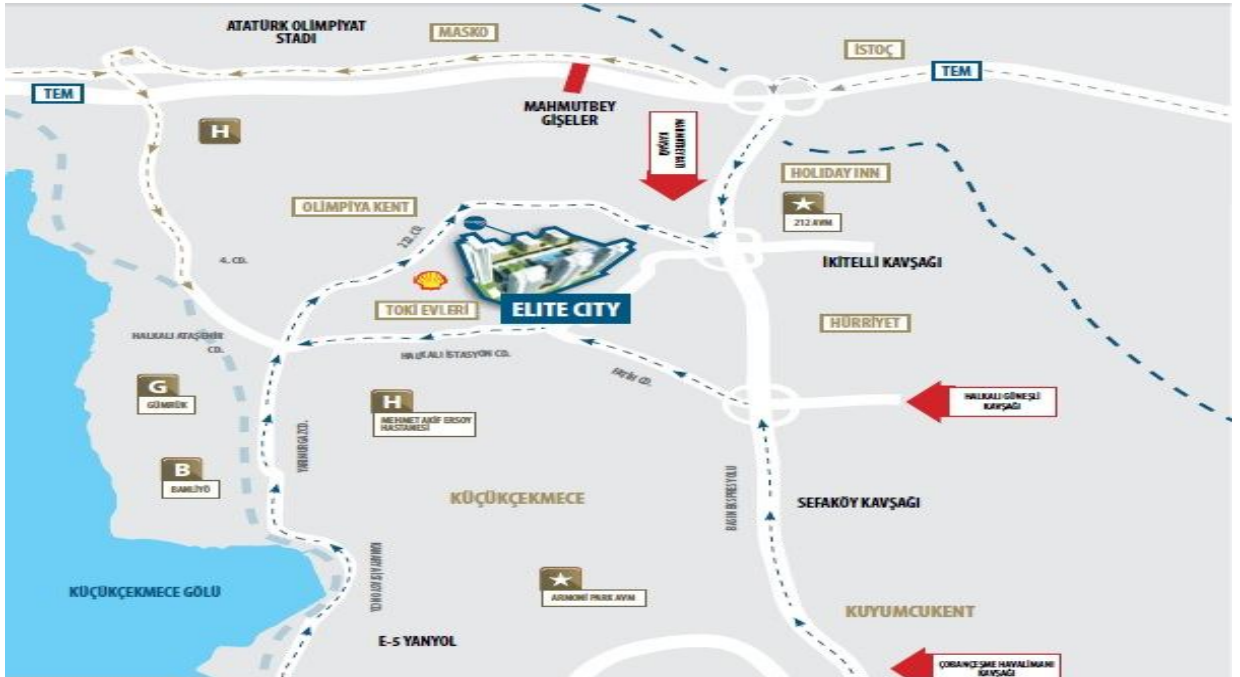 ATATÜRK OLİMPİYAT
STADI
MASKO
İSTOÇ
TEM
TEM
MAHMUTBEY
GİŞELER
H
HOLIDAY INN
212 AVM
OLİMPİYA KENT
İKİTELLİ KAVŞAĞI
4. CD.
TOKİ EVLERİ
ELITE CITY
HÜRRİYET
HALKALI ATAŞEHİR
CD.
HALKALI İSTASYON CD.
FATİH CD.
G
GÜMRÜK
H
MEHMET AKİF ERSOY
HASTANESİ
HALKALI GÜNEŞLİ
KAVŞAĞI
B
BANLİYÖ
KÜÇÜKÇEKMECE
BASIN EKSPRES YOLU
SEFAKÖY KAVŞAĞI
KÜÇÜKÇEKMECE GÖLÜ
ARMONİ PARK AVM
KUYUMCUKENT
E-5 YANYOL
ÇOBANÇEŞME HAVALİMANI
KAVŞAĞI